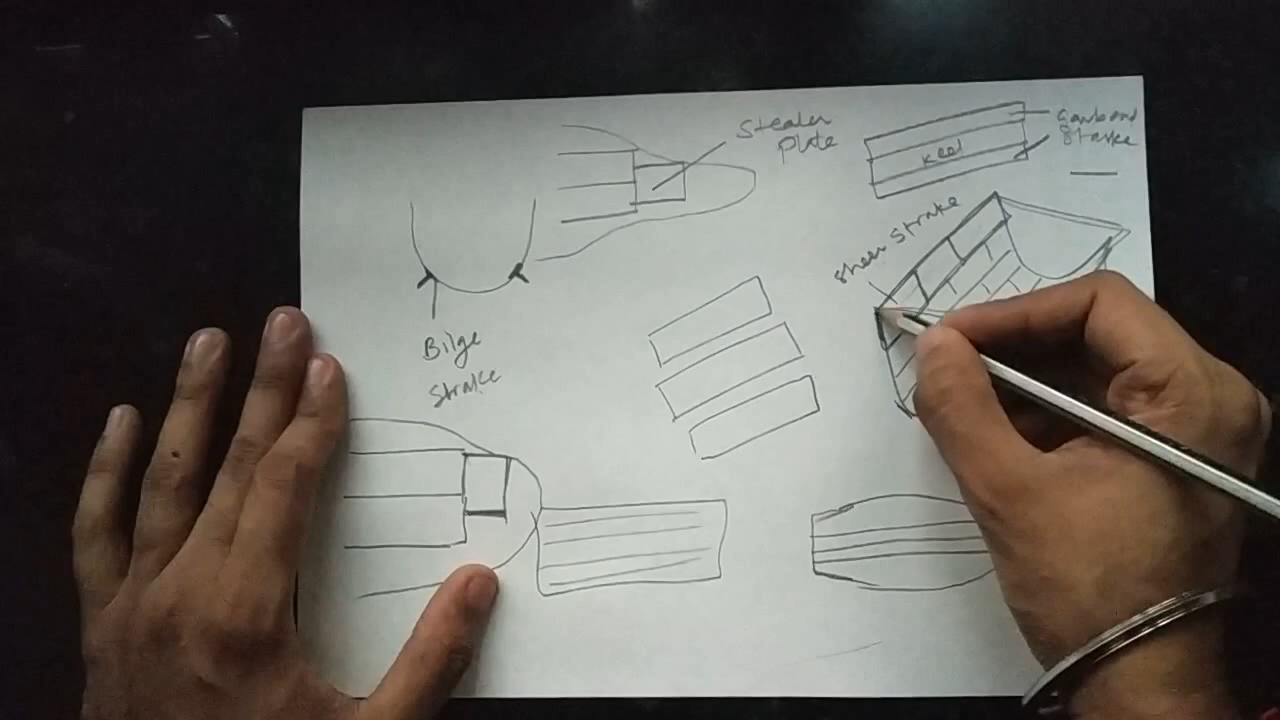 Stealer
plate
Keel
Garboard
Strake
Sheer strake
Bilge
strake